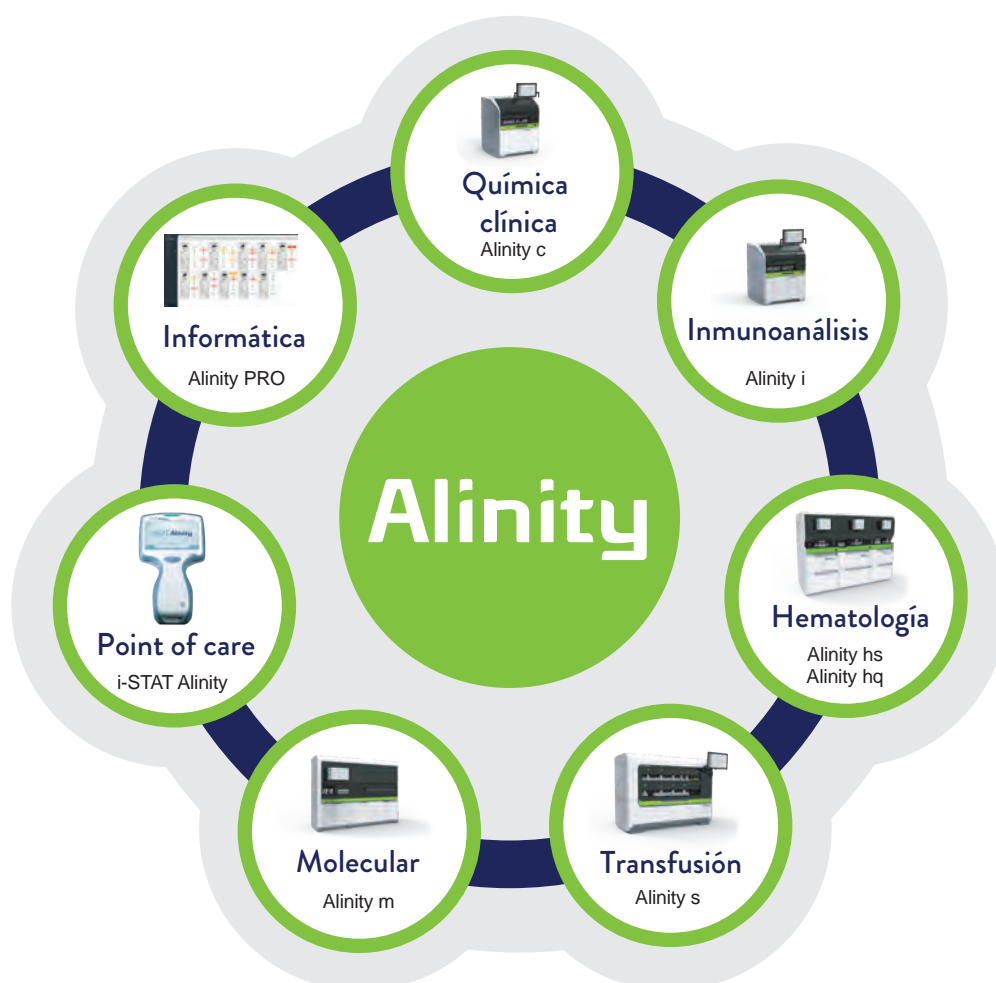 Química
clínica
Alinity c
Inmunoanálisis
Alinity i
Hematología
Alinity hs
Alinity hq
Transfusión
Alinity s
Molecular
Alinity m
Point of care
i-STAT Alinity
Informática
Alinity PRO
Alinity